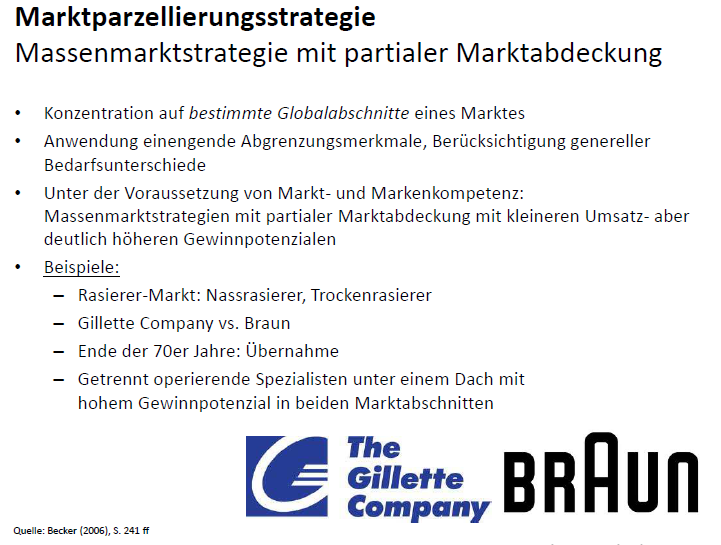 Marktparzellierungsstrategie
Massenmarktstrategie mit partialer Marktabdeckung
• Konzentration auf bestimmte Globalabschnitte eines Marktes
• Anwendung einengende Abgrenzungsmerkmale, Berücksichtigung genereller
Bedarfsunterschiede
• Unter der Voraussetzung von Markt- und Markenkompetenz:
Massenmarktstrategien mit partialer Marktabdeckung mit kleineren Umsatz- aber
deutlich höheren Gewinnpotenzialen
• Beispiele:
– Rasierer-Markt: Nassrasierer, Trockenrasierer
– Gillette Company vs. Braun
– Ende der 70er Jahre: Übernahme
– Getrennt operierende Spezialisten unter einem Dach mit
hohem Gewinnpotenzial in beiden Marktabschnitten
The
Gillette
Company
BRAUN
Quelle: Becker (2006), S. 241 ff